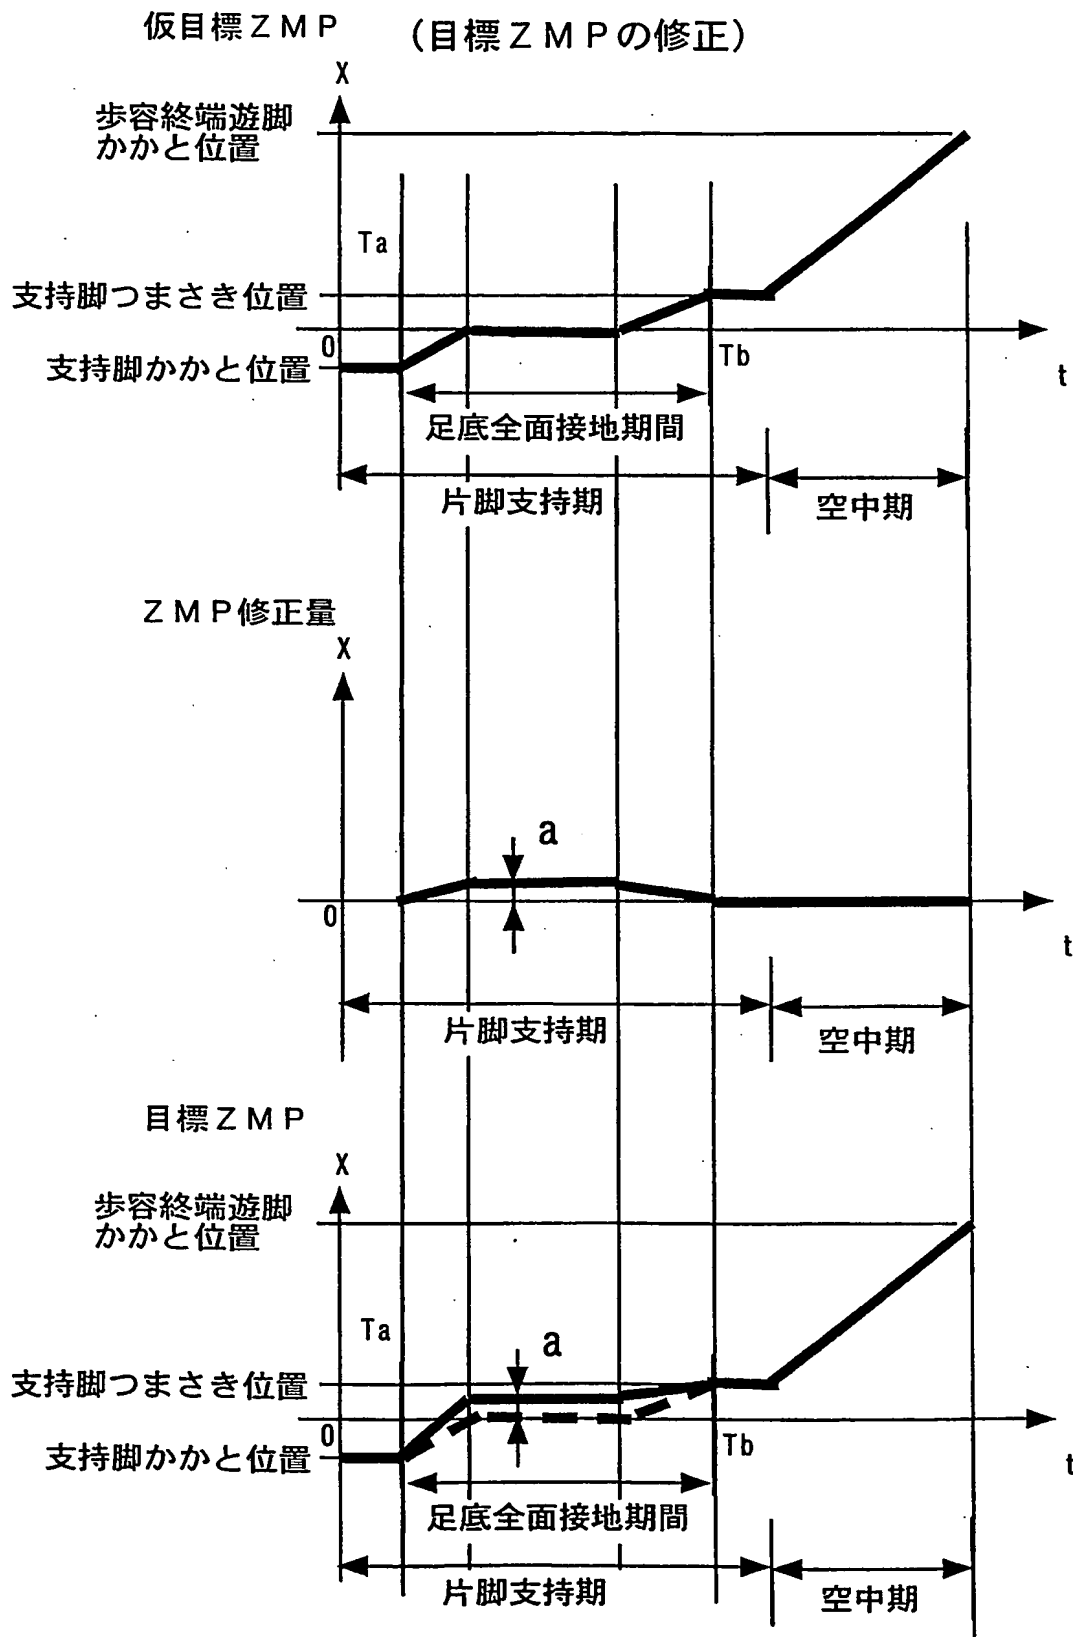 仮目標ZMP
(目標ZMPの修正)
X
歩容終端遊脚
かかと位置
Ta
支持脚つまさき位置
0
支持脚かかと位置
Tb
t
足底全面接地期間
片脚支持期
空中期
ZMP修正量
X
a
0
t
片脚支持期
空中期
目標ZMP
X
歩容終端遊脚
かかと位置
Ta
a
支持脚つまさき位置
0
支持脚かかと位置
Tb
t
足底全面接地期間
片脚支持期
空中期